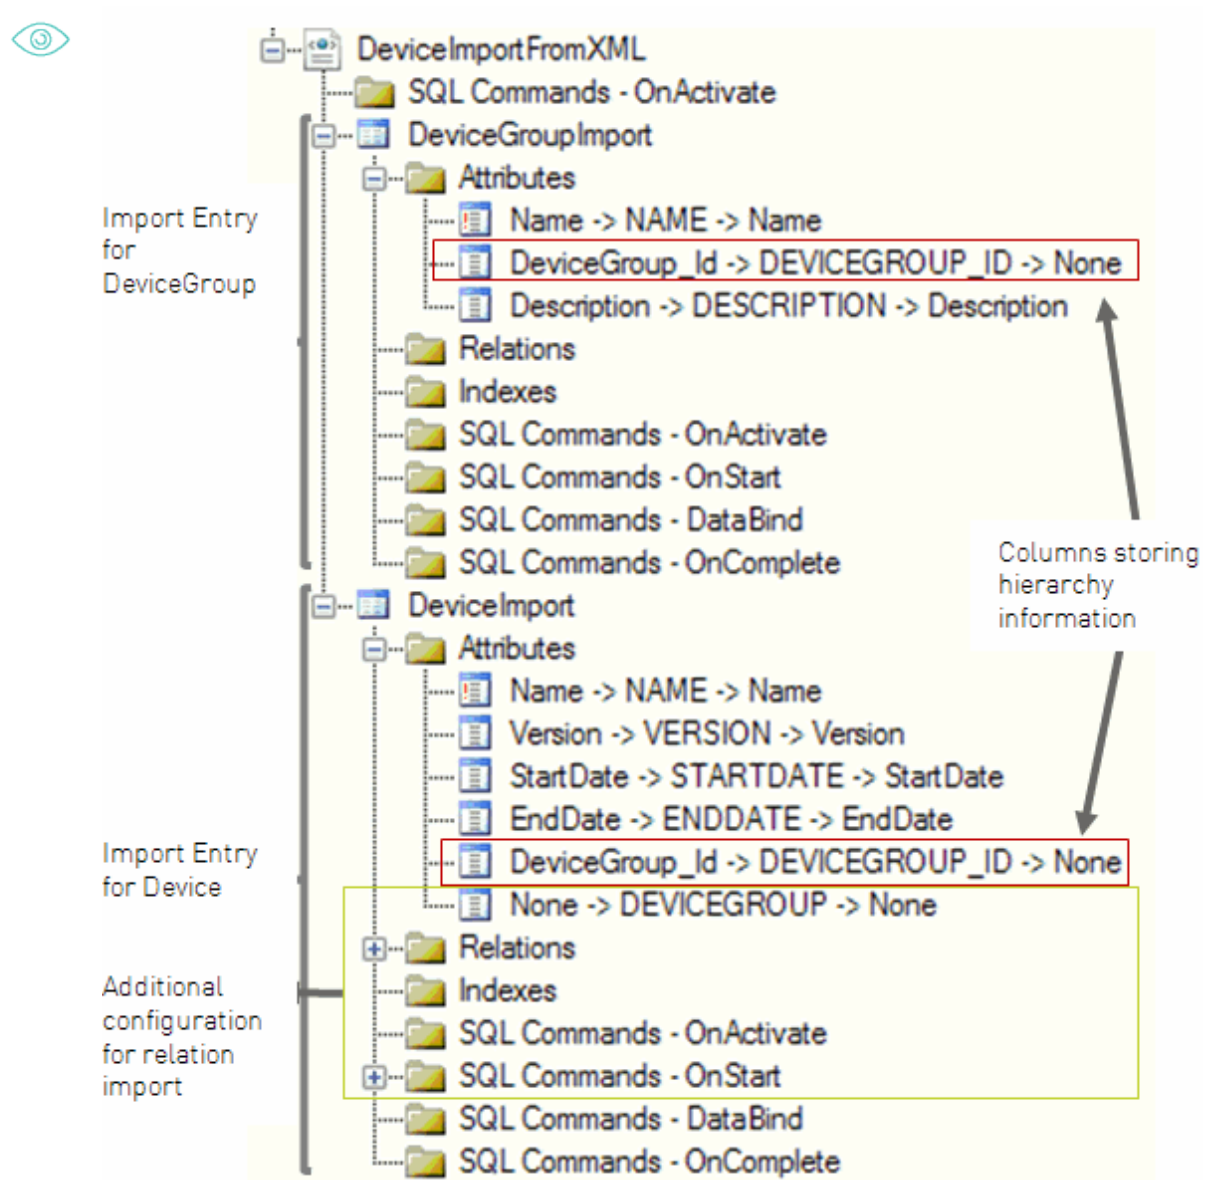 DeviceImportFromXML
SQL Commands - OnActivate
DeviceGroupImport
Attributes
Name -> NAME -> Name
DeviceGroup_Id -> DEVICEGROUP_ID -> None
Description -> DESCRIPTION -> Description
Relations
Indexes
SQL Commands - OnActivate
SQL Commands - OnStart
SQL Commands - DataBind
SQL Commands - OnComplete
DeviceImport
Attributes
Name -> NAME -> Name
Version -> VERSION -> Version
StartDate -> STARTDATE -> StartDate
EndDate -> ENDDATE -> EndDate
DeviceGroup_Id -> DEVICEGROUP_ID -> None
None -> DEVICEGROUP -> None
Relations
Indexes
SQL Commands - OnActivate
SQL Commands - OnStart
SQL Commands - DataBind
SQL Commands - OnComplete
Import Entry
for
DeviceGroup
Import Entry
for Device
Additional
configuration
for relation
import
Columns storing
hierarchy
information